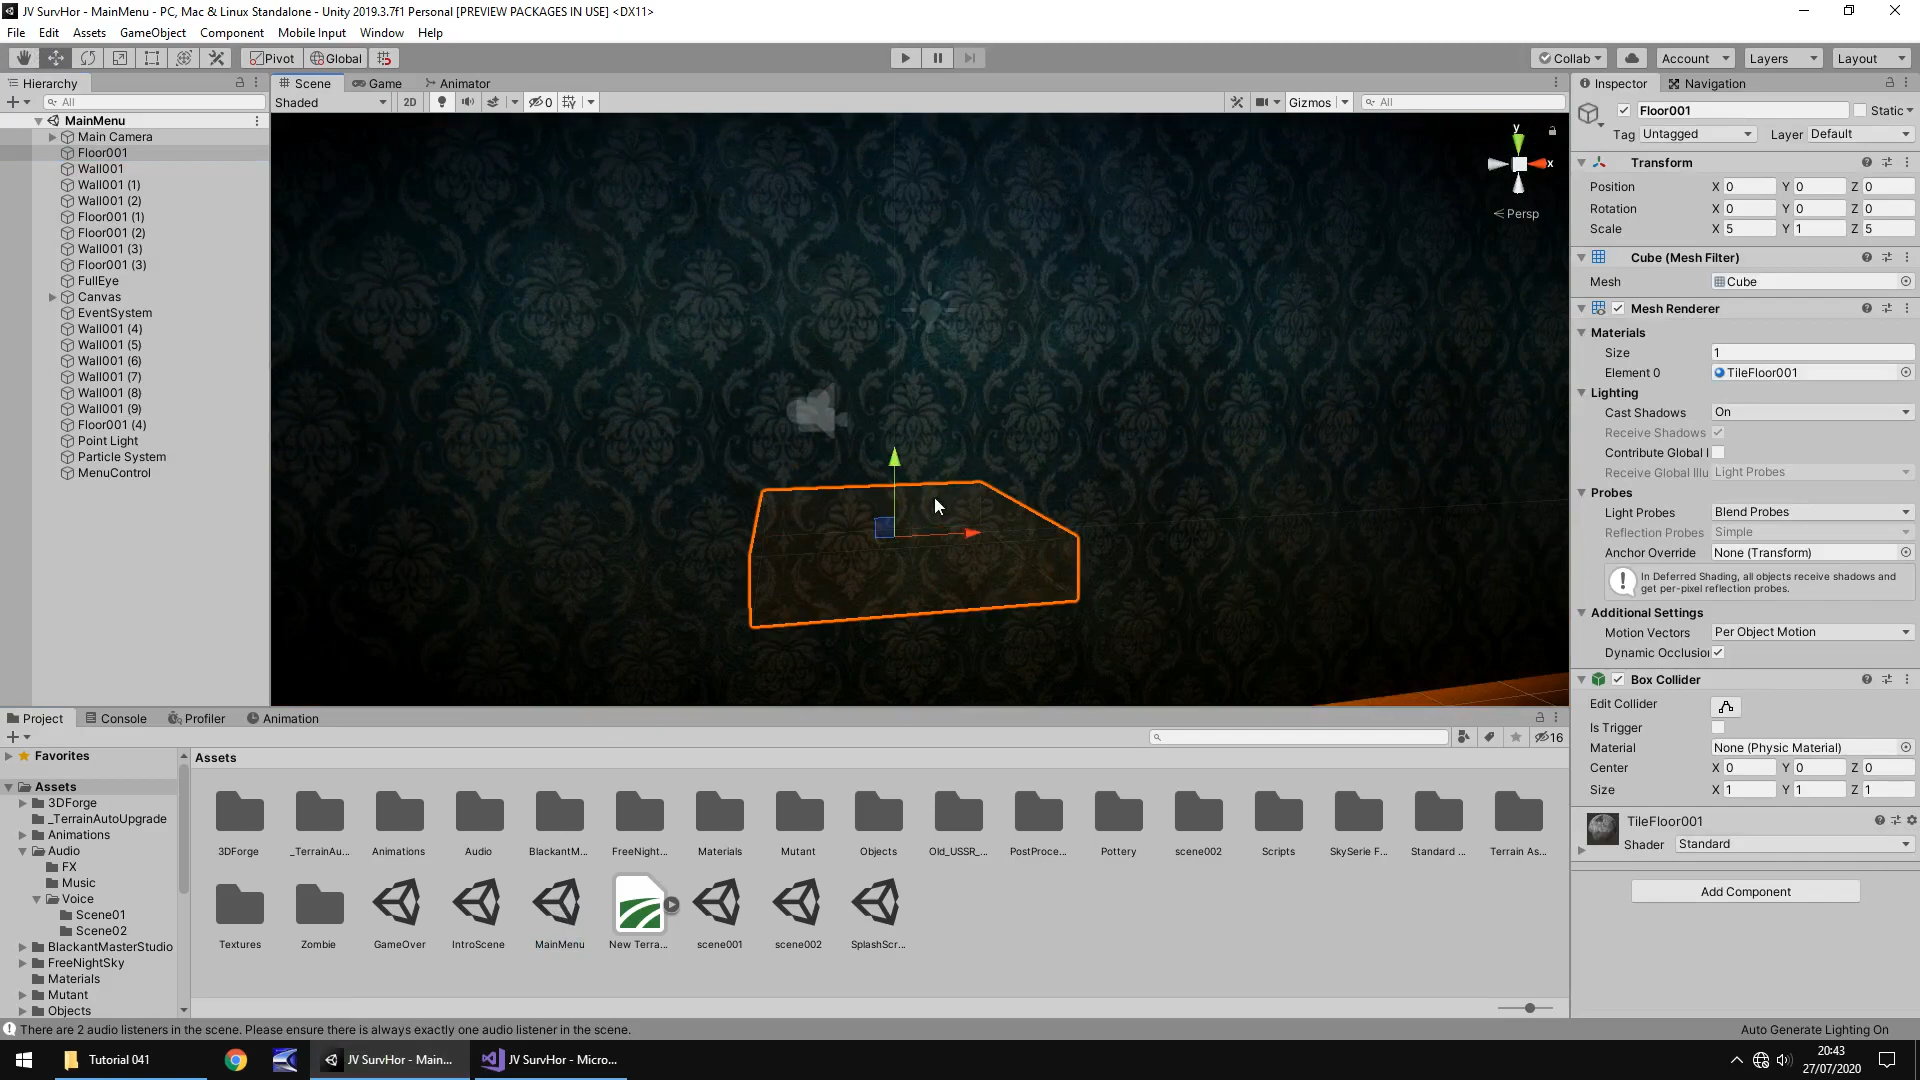 JV SurvHor - MainMenu - PC, Mac & Linux Standalone - Unity 2019.3.7f1 Personal [PREVIEW PACKAGES IN USE] <DX11>
File Edit Assets GameObject Component Mobile Input Window Help
Pivot Global Collab Account Layers Layout
Hierarchy
All
MainMenu
Main Camera
Floor001
Wall001
Wall001 (1)
Wall001 (2)
Floor001 (1)
Floor001 (2)
Wall001 (3)
Floor001 (3)
FullEye
Canvas
EventSystem
Wall001 (4)
Wall001 (5)
Wall001 (6)
Wall001 (7)
Wall001 (8)
Wall001 (9)
Floor001 (4)
Point Light
Particle System
MenuControl
Scene Game Animator
Shaded 2D 0 Gizmos All
y
x
Persp
Inspector Navigation
Floor001 Static
Tag Untagged Layer Default
Transform
Position X 0 Y 0 Z 0
Rotation X 0 Y 0 Z 0
Scale X 5 Y 1 Z 5
Cube (Mesh Filter)
Mesh Cube
Mesh Renderer
Materials
Size 1
Element 0 TileFloor001
Lighting
Cast Shadows On
Receive Shadows
Contribute Global I
Receive Global Illu Light Probes
Probes
Light Probes Blend Probes
Reflection Probes Simple
Anchor Override None (Transform)
In Deferred Shading, all objects receive shadows and
get per-pixel reflection probes.
Additional Settings
Motion Vectors Per Object Motion
Dynamic Occlusion
Box Collider
Edit Collider
Is Trigger
Material None (Physic Material)
Center X 0 Y 0 Z 0
Size X 1 Y 1 Z 1
TileFloor001
Shader Standard
Add Component
Project Console Profiler Animation
16
Favorites
Assets
3DForge
_TerrainAutoUpgrade
Animations
Audio
FX
Music
Voice
Scene01
Scene02
BlackantMasterStudio
FreeNightSky
Materials
Mutant
Objects
Assets
3DForge _TerrainAu... Animations Audio BlackantM... FreeNight... Materials Mutant Objects Old_USSR_... PostProce... Pottery scene002 Scripts SkySerie F... Standard ... Terrain As...
Textures Zombie GameOver IntroScene MainMenu New Terra... scene001 scene002 SplashScr...
There are 2 audio listeners in the scene. Please ensure there is always exactly one audio listener in the scene.
Auto Generate Lighting On
Tutorial 041 JV SurvHor - Main... JV SurvHor - Micro...
20:43
27/07/2020